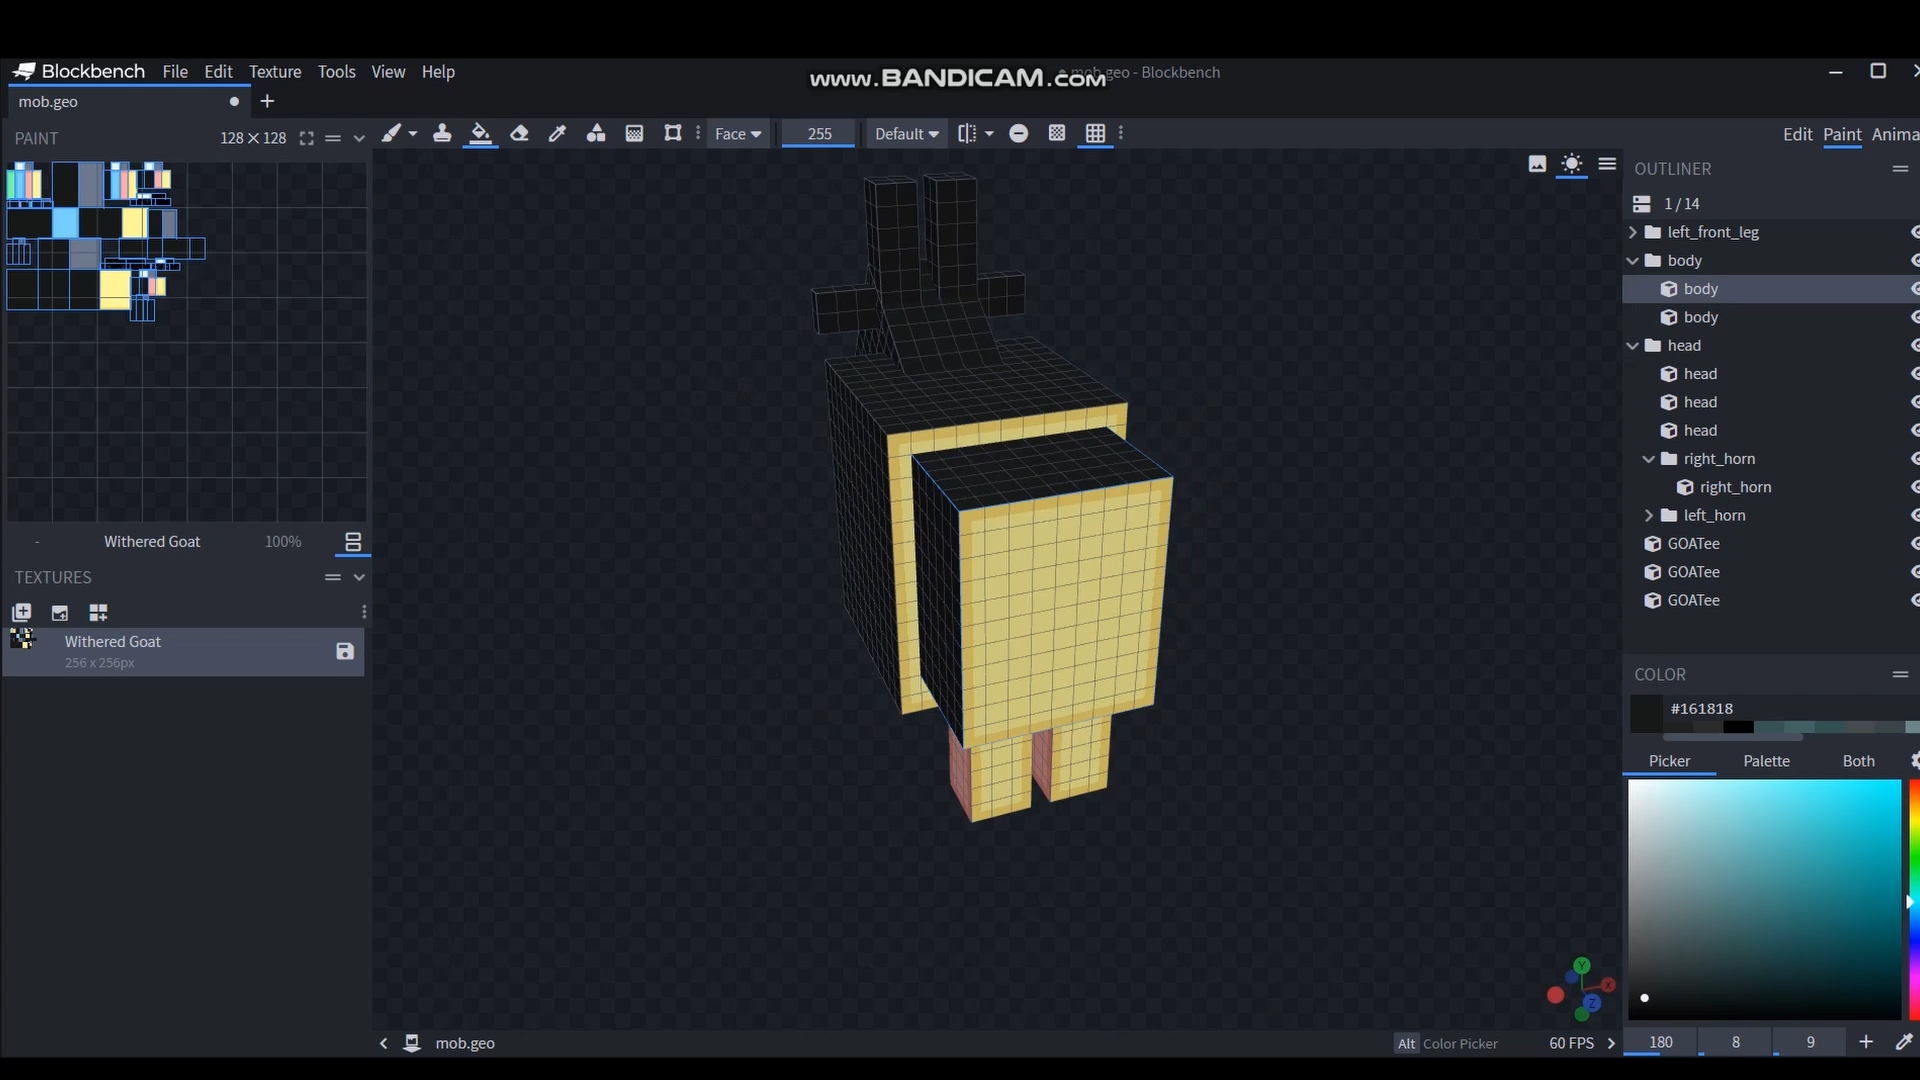 Blockbench File Edit Texture Tools View Help
www.BANDICAM.com
mob.geo - Blockbench
mob.geo
PAINT 128×128
Face 255 Default
Edit Paint Anima
OUTLINER
1 / 14
left_front_leg
body
body
body
head
head
head
head
right_horn
right_horn
left_horn
GOATee
GOATee
GOATee
- Withered Goat 100%
TEXTURES
Withered Goat
256 x 256px
COLOR
#161818
Picker Palette Both
Y
X
Z
mob.geo
Alt Color Picker 60 FPS
180 8 9